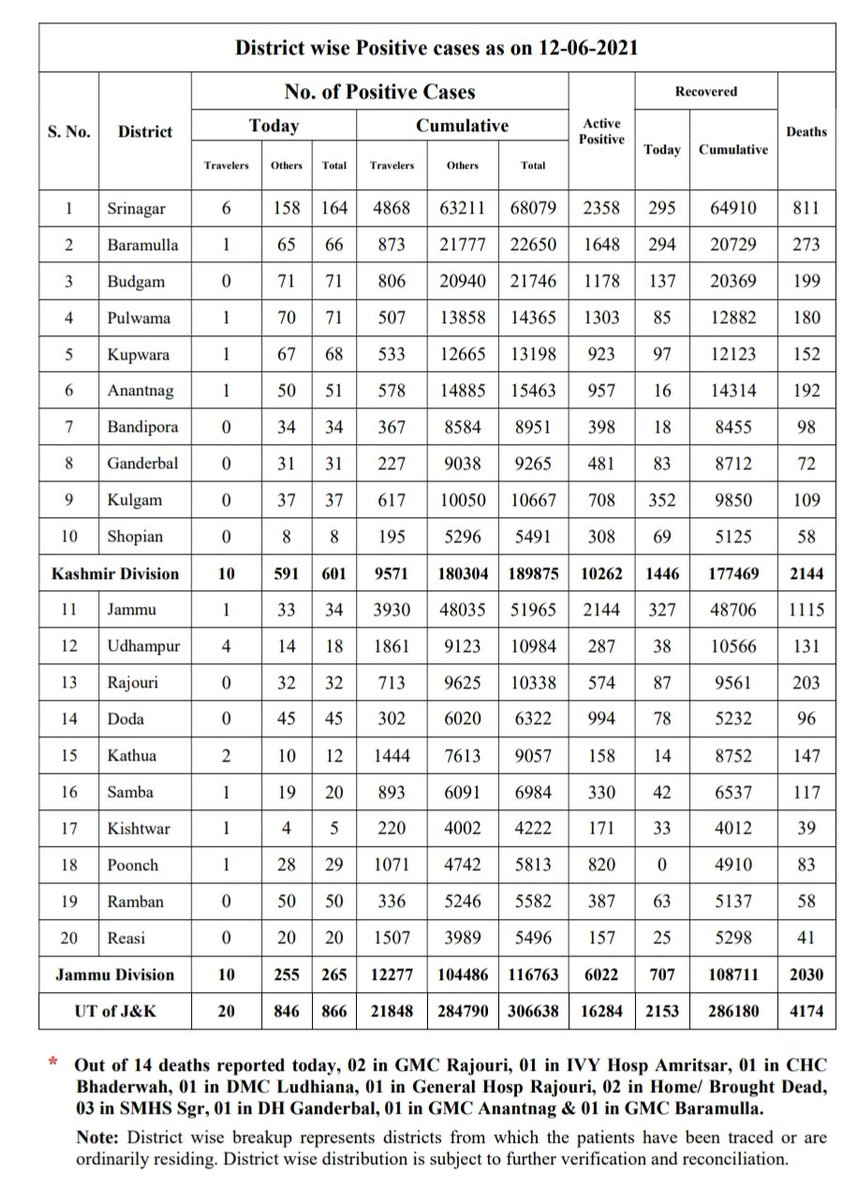 District wise Positive cases as on 12-06-2021
S. No. District No. of Positive Cases Active Positive Recovered Deaths
Today Cumulative Today Cumulative
Travelers Others Total Travelers Others Total
1 Srinagar 6 158 164 4868 63211 68079 2358 295 64910 811
2 Baramulla 1 65 66 873 21777 22650 1648 294 20729 273
3 Budgam 0 71 71 806 20940 21746 1178 137 20369 199
4 Pulwama 1 70 71 507 13858 14365 1303 85 12882 180
5 Kupwara 1 67 68 533 12665 13198 923 97 12123 152
6 Anantnag 1 50 51 578 14885 15463 957 16 14314 192
7 Bandipora 0 34 34 367 8584 8951 398 18 8455 98
8 Ganderbal 0 31 31 227 9038 9265 481 83 8712 72
9 Kulgam 0 37 37 617 10050 10667 708 352 9850 109
10 Shopian 0 8 8 195 5296 5491 308 69 5125 58
Kashmir Division 10 591 601 9571 180304 189875 10262 1446 177469 2144
11 Jammu 1 33 34 3930 48035 51965 2144 327 48706 1115
12 Udhampur 4 14 18 1861 9123 10984 287 38 10566 131
13 Rajouri 0 32 32 713 9625 10338 574 87 9561 203
14 Doda 0 45 45 302 6020 6322 994 78 5232 96
15 Kathua 2 10 12 1444 7613 9057 158 14 8752 147
16 Samba 1 19 20 893 6091 6984 330 42 6537 117
17 Kishtwar 1 4 5 220 4002 4222 171 33 4012 39
18 Poonch 1 28 29 1071 4742 5813 820 0 4910 83
19 Ramban 0 50 50 336 5246 5582 387 63 5137 58
20 Reasi 0 20 20 1507 3989 5496 157 25 5298 41
Jammu Division 10 255 265 12277 104486 116763 6022 707 108711 2030
UT of J&K 20 846 866 21848 284790 306638 16284 2153 286180 4174
* Out of 14 deaths reported today, 02 in GMC Rajouri, 01 in IVY Hosp Amritsar, 01 in CHC
Bhaderwah, 01 in DMC Ludhiana, 01 in General Hosp Rajouri, 02 in Home/ Brought Dead,
03 in SMHS Sgr, 01 in DH Ganderbal, 01 in GMC Anantnag & 01 in GMC Baramulla.
Note: District wise breakup represents districts from which the patients have been traced or are
ordinarily residing. District wise distribution is subject to further verification and reconciliation.